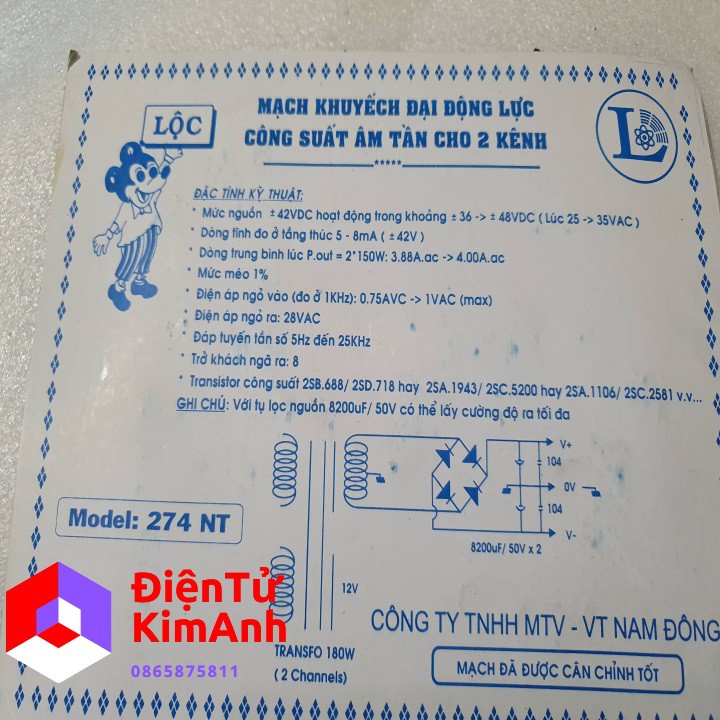 LỘC
MẠCH KHUYẾCH ĐẠI ĐỘNG LỰC
CÔNG SUẤT ÂM TẦN CHO 2 KÊNH
*****
L
ĐẶC TÍNH KỸ THUẬT:
* Mức nguồn ±42VDC hoạt động trong khoảng ± 36 -> ± 48VDC ( Lúc 25 -> 35VAC )
* Dòng tĩnh đo ở tầng thúc 5 - 8mA ( ±42V )
* Dòng trung bình lúc P.out = 2*150W: 3.88A.ac -> 4.00A.ac
* Mức méo 1%
* Điện áp ngỏ vào (đo ở 1KHz): 0.75AVC -> 1VAC (max)
* Điện áp ngỏ ra: 28VAC
* Đáp tuyến tần số 5Hz đến 25KHz
* Trở khách ngã ra: 8
* Transistor công suất 2SB.688/ 2SD.718 hay 2SA.1943/ 2SC.5200 hay 2SA.1106/ 2SC.2581 v.v...
GHI CHÚ: Với tụ lọc nguồn 8200uF/ 50V có thể lấy cường độ ra tối đa
V+
104
0V
104
V-
8200uF/ 50V x 2
Model: 274 NT
12V
TRANSFO 180W
( 2 Channels)
CÔNG TY TNHH MTV - VT NAM ĐÔNG
MẠCH ĐÃ ĐƯỢC CÂN CHỈNH TỐT
ĐiệnTử
KimAnh
0865875811